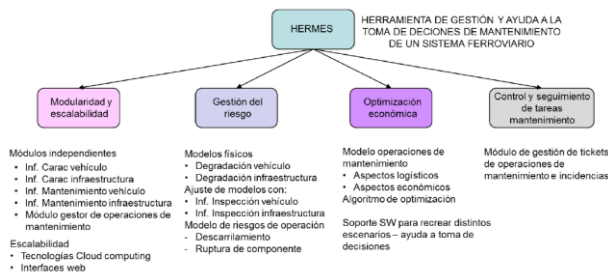 HERMES
HERRAMIENTA DE GESTIÓN Y AYUDA A LA
TOMA DE DECIONES DE MANTENIMIENTO
DE UN SISTEMA FERROVIARIO
Modularidad y
escalabilidad
Gestión del
riesgo
Optimización
económica
Control y seguimiento
de tareas
mantenimiento
Módulos independientes
• Inf. Carac vehículo
• Inf. Carac infraestructura
• Inf. Mantenimiento vehículo
• Inf. Mantenimiento infraestructura
• Módulo gestor de operaciones de
mantenimiento
Escalabilidad
• Tecnologías Cloud computing
• Interfaces web
Modelos físicos
• Degradación vehículo
• Degradación infraestructura
Ajuste de modelos con:
• Inf. Inspección vehículo
• Inf. Inspección infraestructura
Modelo de riesgos de operación
- Descarrilamiento
- Ruptura de componente
Modelo operaciones de
mantenimiento
• Aspectos logísticos
• Aspectos económicos
Algoritmo de optimización
Soporte SW para recrear distintos
escenarios – ayuda a toma de
decisiones
Módulo de gestión de tickets
de operaciones de
mantenimiento e incidencias